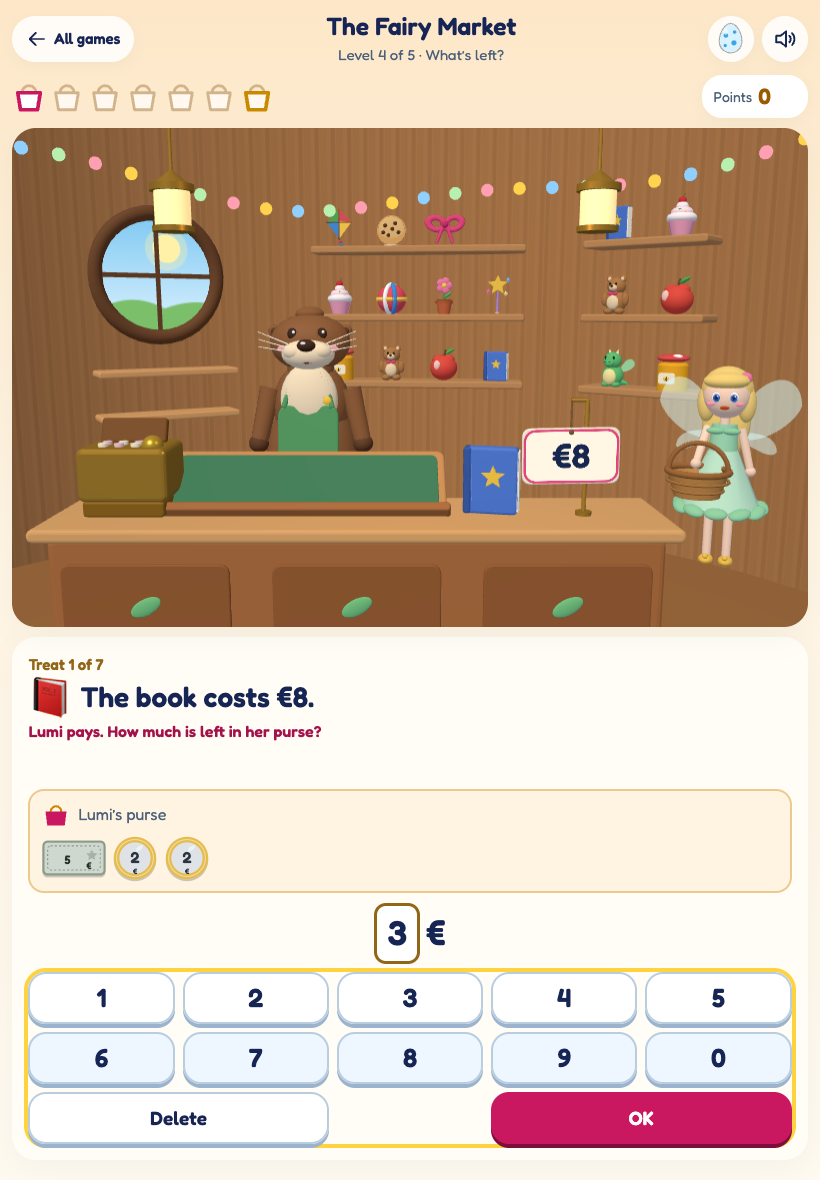 All games
The Fairy Market
Level 4 of 5 · What's left?
Points 0
€8
Treat 1 of 7
The book costs €8.
Lumi pays. How much is left in her purse?
Lumi's purse
5 €
2 €
2 €
3 €
1 2 3 4 5
6 7 8 9 0
Delete OK